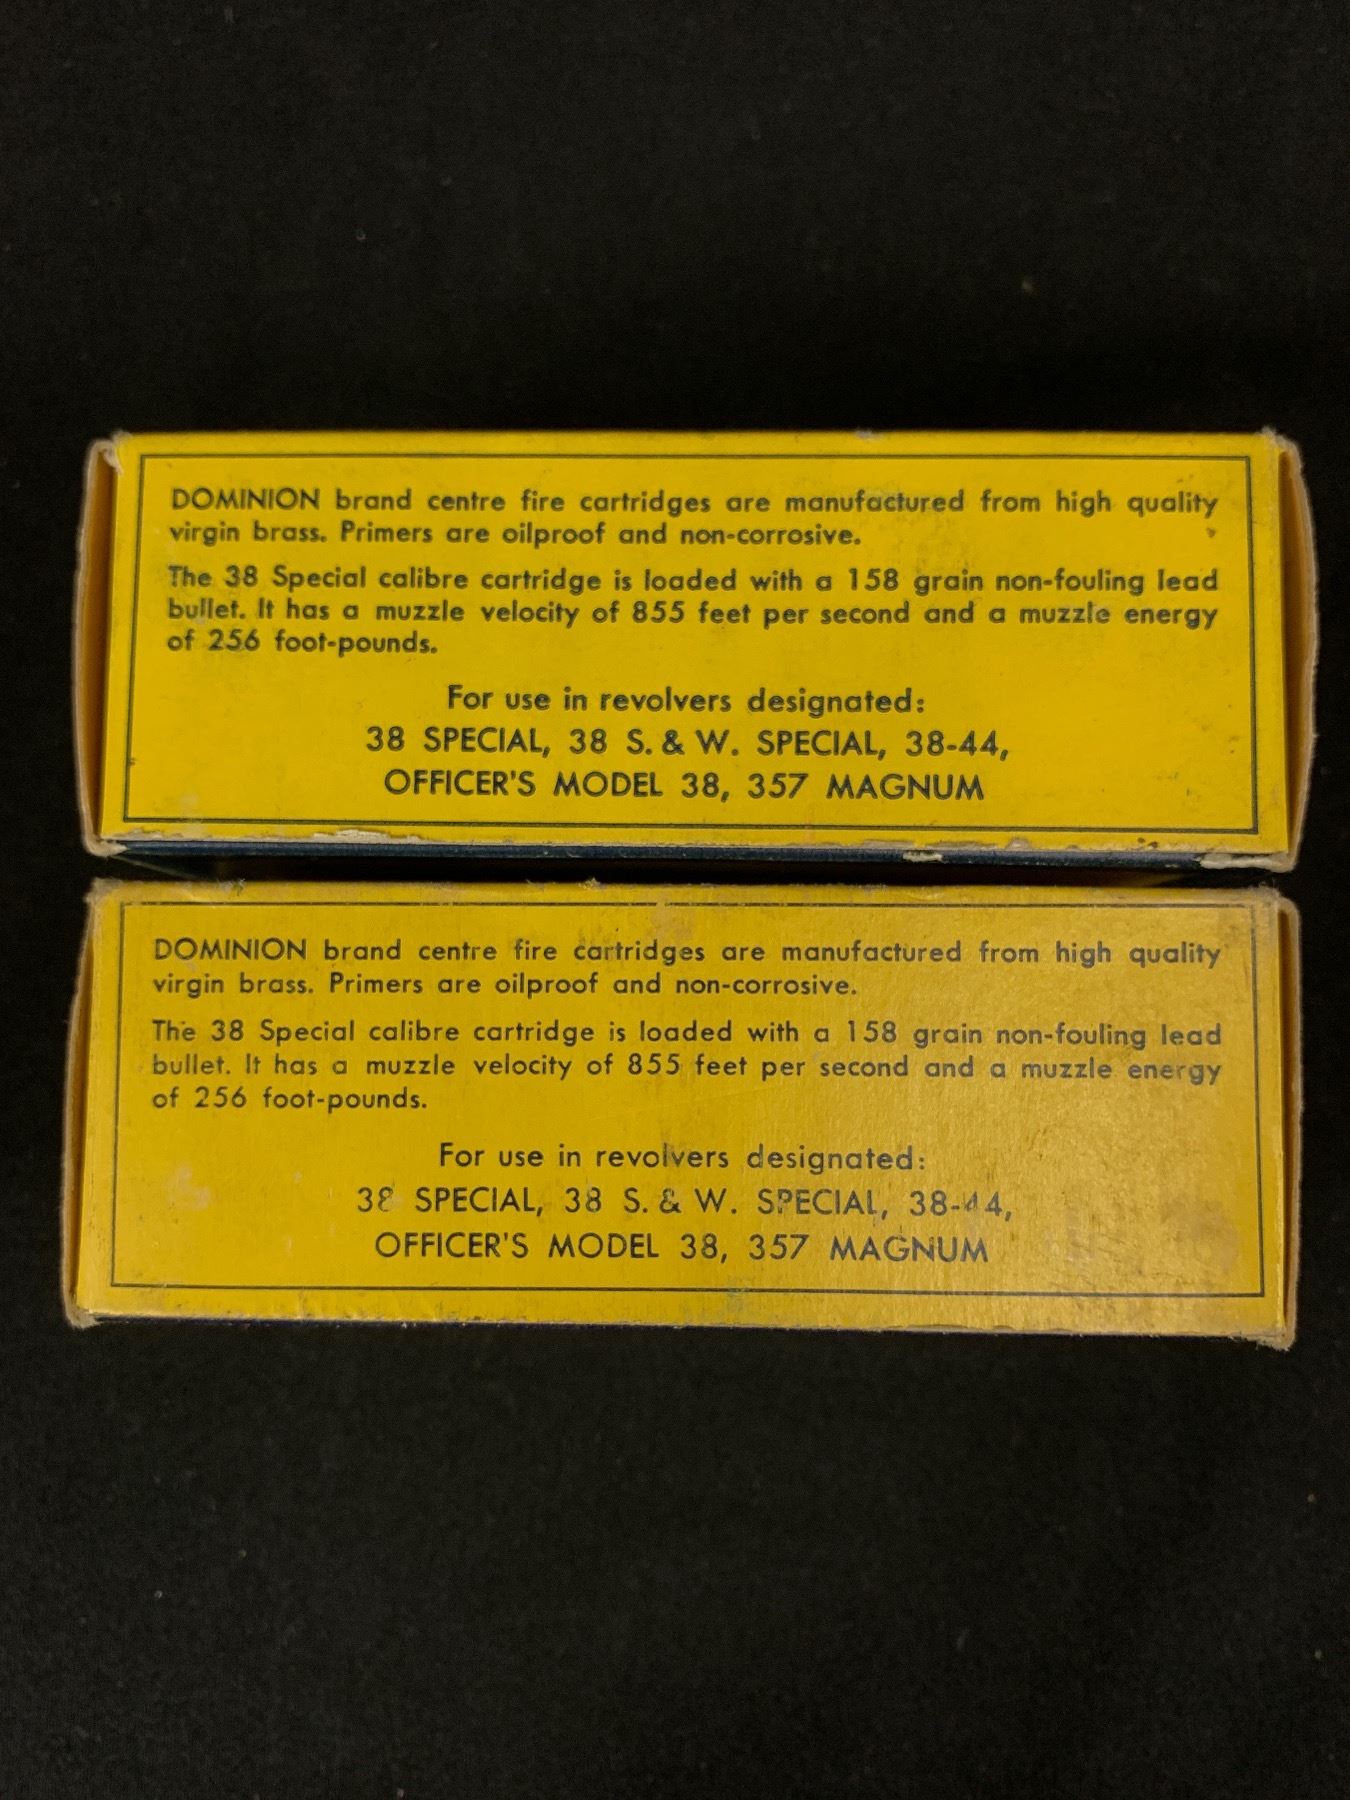 DOMINION brand centre fire cartridges are manufactured from high quality
virgin brass. Primers are oilproof and non-corrosive.
The 38 Special calibre cartridge is loaded with a 158 grain non-fouling lead
bullet. It has a muzzle velocity of 855 feet per second and a muzzle energy
of 256 foot-pounds.
For use in revolvers designated:
38 SPECIAL, 38 S. & W. SPECIAL, 38-44,
OFFICER'S MODEL 38, 357 MAGNUM
DOMINION brand centre fire cartridges are manufactured from high quality
virgin brass. Primers are oilproof and non-corrosive.
The 38 Special calibre cartridge is loaded with a 158 grain non-fouling lead
bullet. It has a muzzle velocity of 855 feet per second and a muzzle energy
of 256 foot-pounds.
For use in revolvers designated:
38 SPECIAL, 38 S. & W. SPECIAL, 38-44,
OFFICER'S MODEL 38, 357 MAGNUM